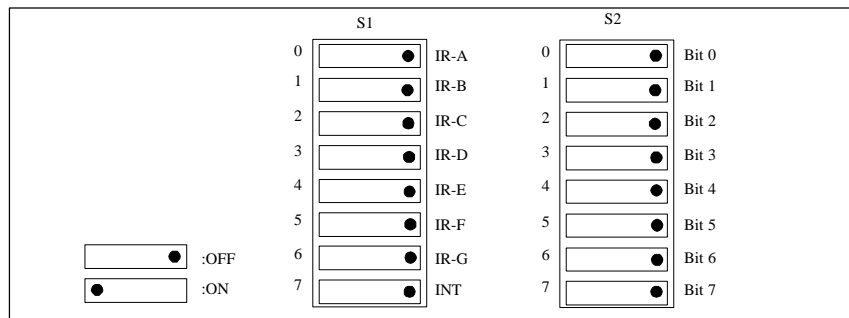 S1 S2
0 IR-A 0 Bit 0
1 IR-B 1 Bit 1
2 IR-C 2 Bit 2
3 IR-D 3 Bit 3
4 IR-E 4 Bit 4
5 IR-F 5 Bit 5
:OFF 6 IR-G 6 Bit 6
:ON 7 INT 7 Bit 7